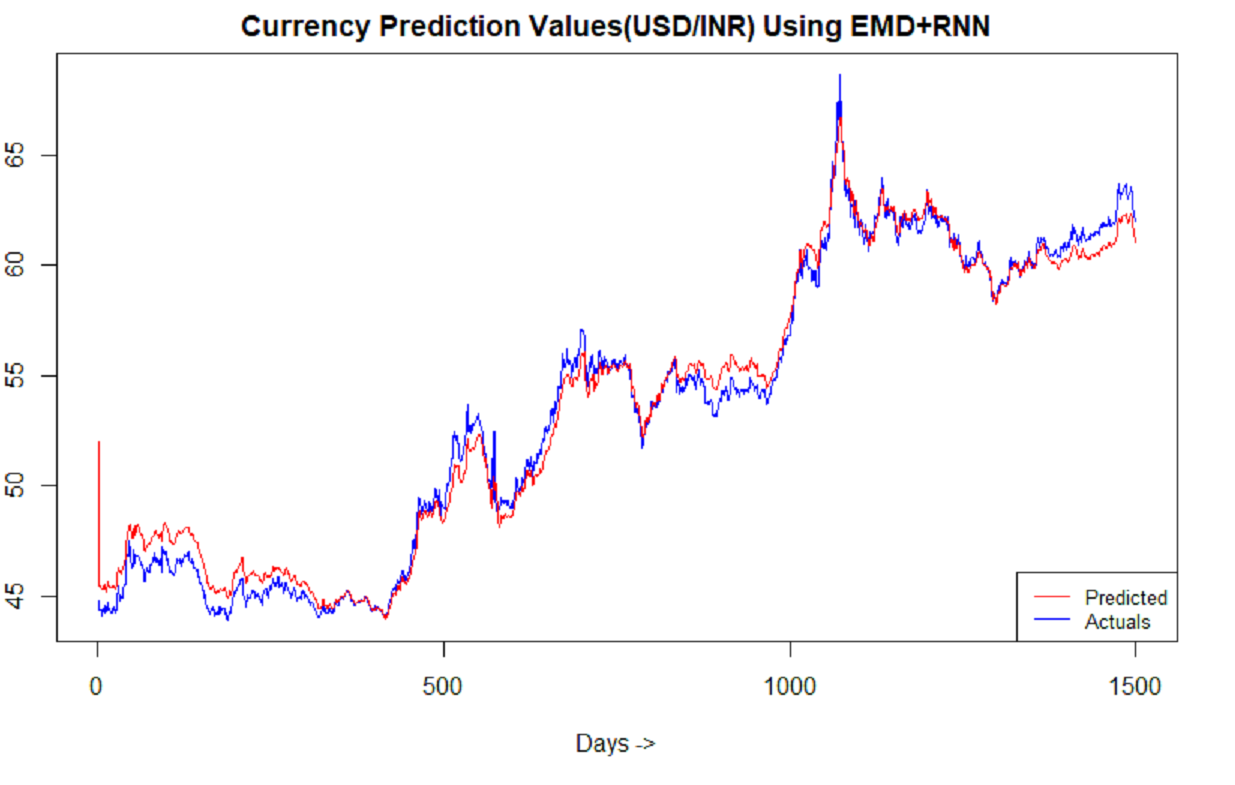 Currency Prediction Values(USD/INR) Using EMD+RNN
65
60
55
50
45
Predicted
Actuals
0 500 1000 1500
Days ->